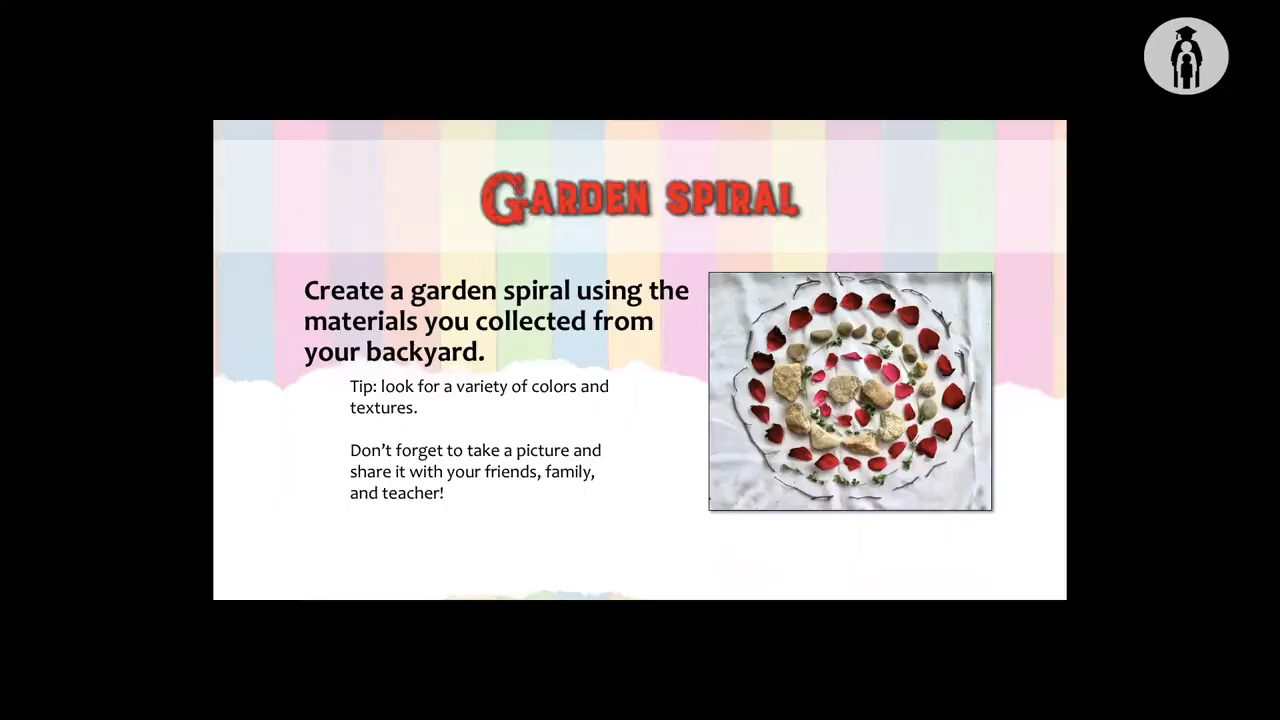 Garden spiral
Create a garden spiral using the
materials you collected from
your backyard.
Tip: look for a variety of colors and
textures.
Don’t forget to take a picture and
share it with your friends, family,
and teacher!